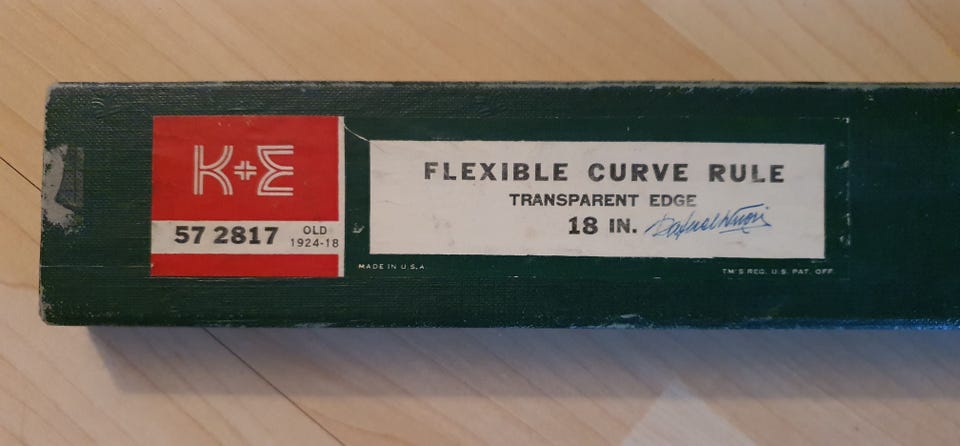 K+E
57 2817
OLD
1924-18
MADE IN U.S.A.
FLEXIBLE CURVE RULE
TRANSPARENT EDGE
18 IN.
TM'S REG. U.S. PAT. OFF.